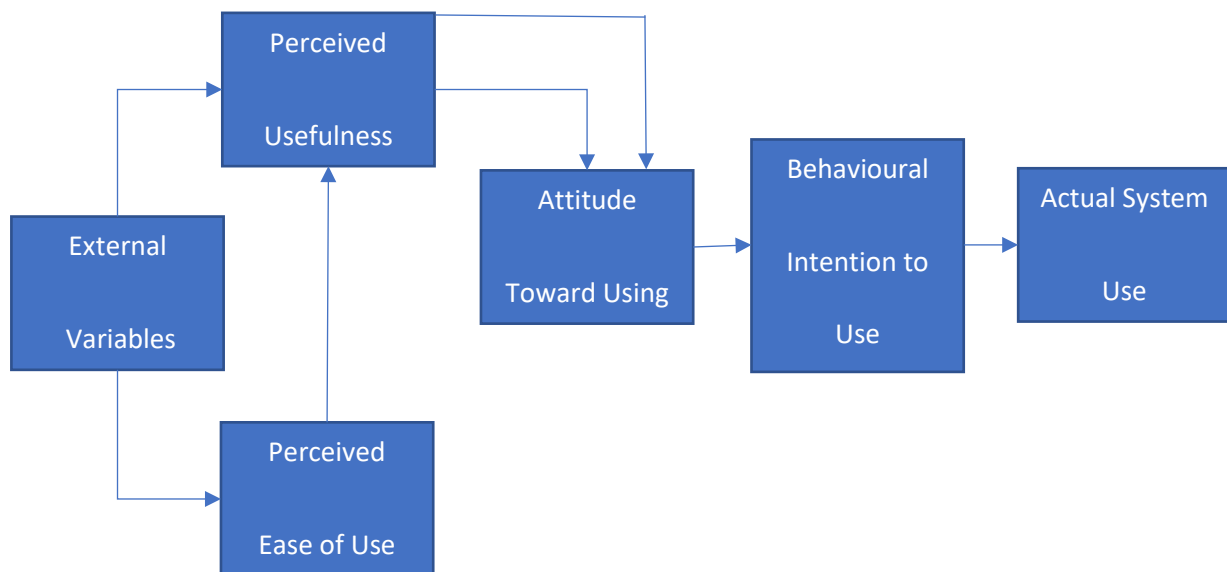 Perceived
Usefulness
External
Variables
Perceived
Ease of Use
Attitude
Toward Using
Behavioural
Intention to
Use
Actual System
Use